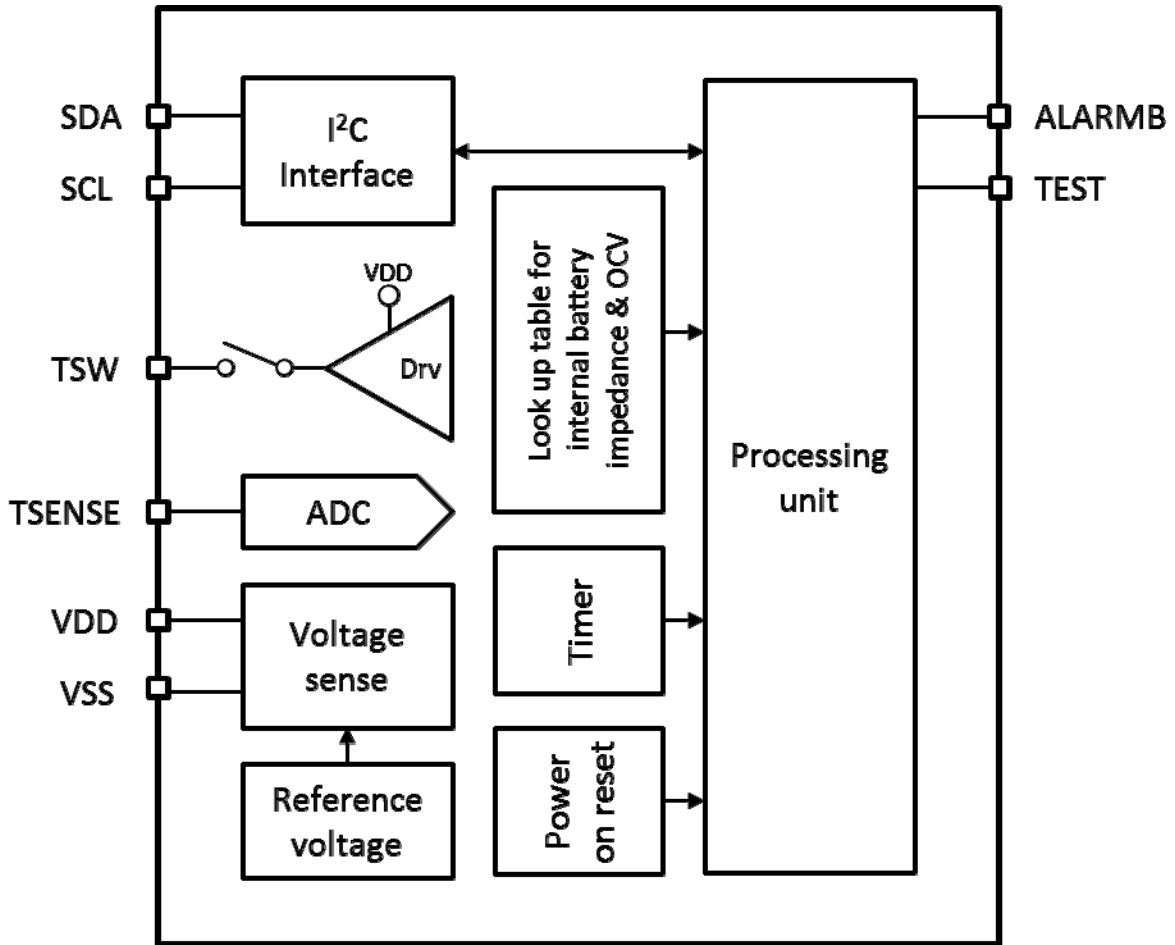 SDA
SCL
I²C
Interface
ALARMB
TEST
VDD
TSW
Drv
Look up table for
internal battery
impedance & OCV
Processing
unit
TSENSE
ADC
VDD
VSS
Voltage
sense
Timer
Reference
voltage
Power
on reset